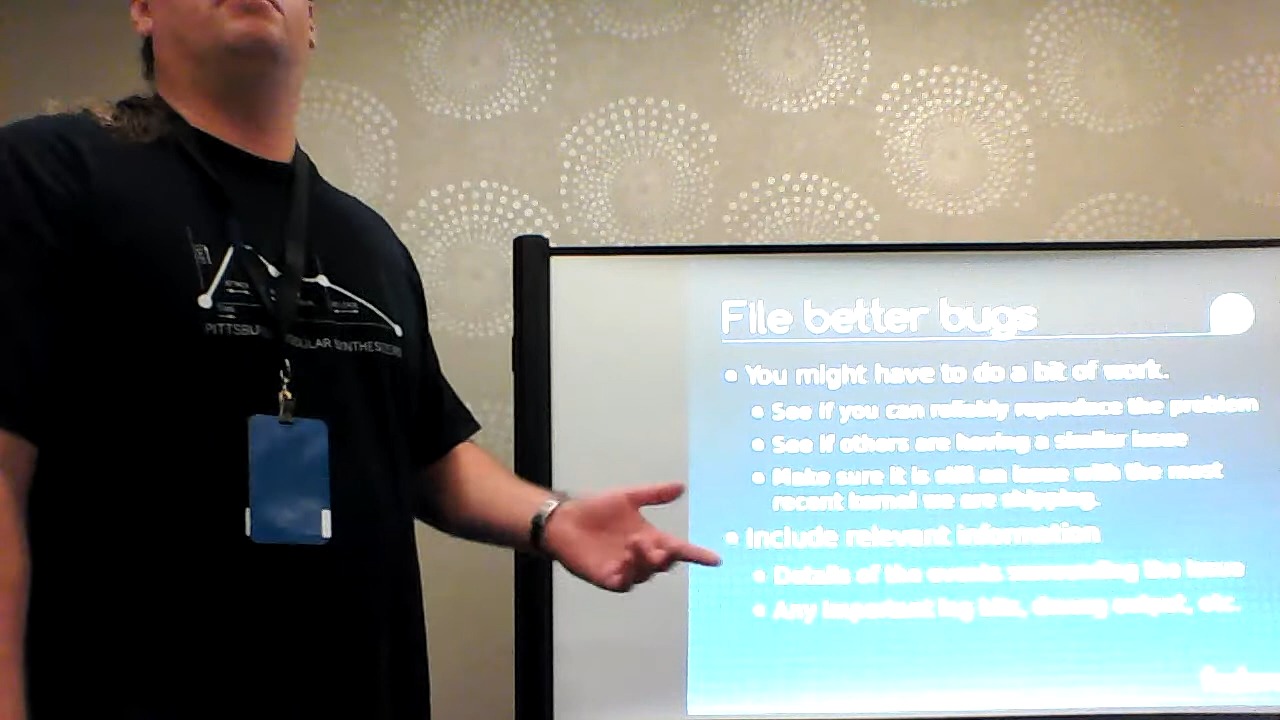 PITTSBU
File better bugs
You might have to do a bit of work.
See if you can reliably reproduce the problem
See if others are having a similar issue
Make sure it is still an issue with the most
recent kernel we are shipping.
Include relevant information
Details of the events surrounding the issue
Any important log bits, dmesg output, etc.